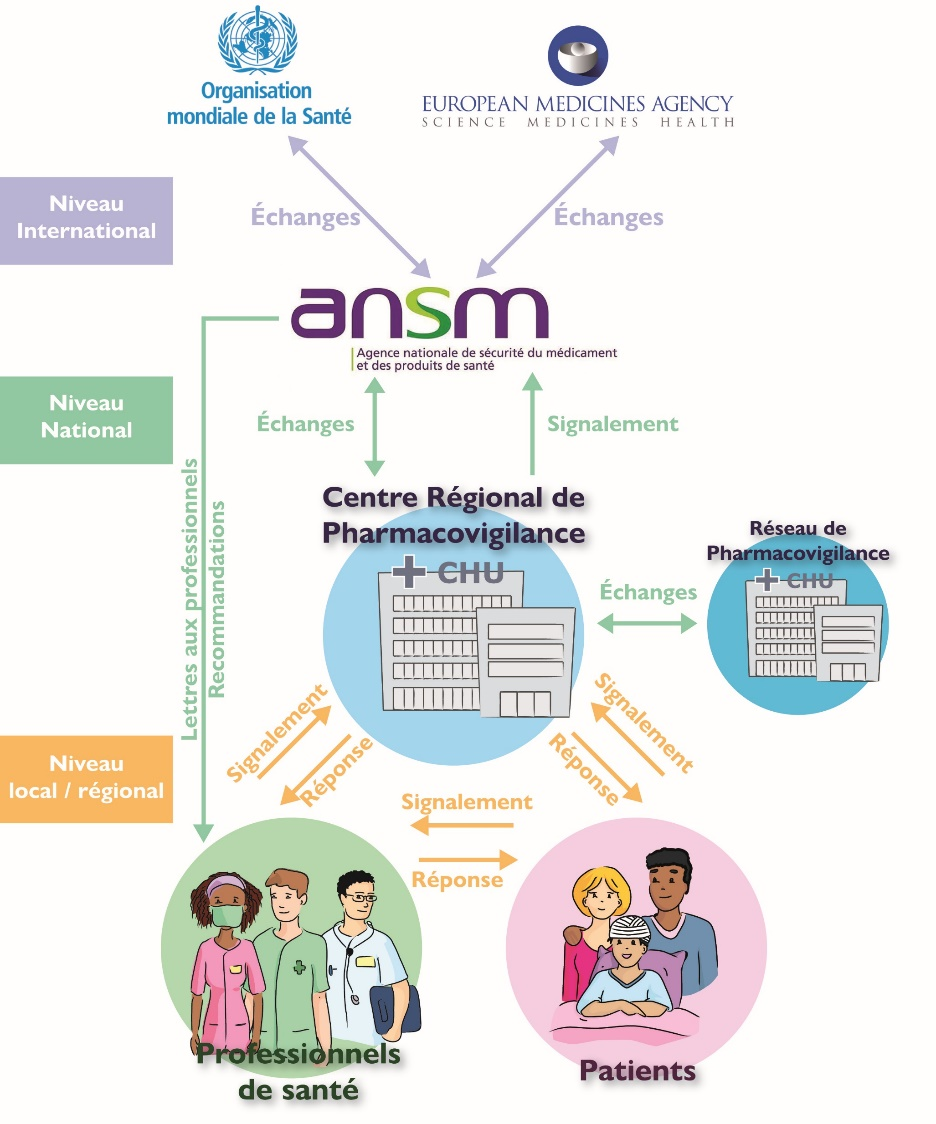 Organisation
mondiale de la Santé
EUROPEAN MEDICINES AGENCY
SCIENCE MEDICINES HEALTH
Niveau
International
Échanges
Échanges
ansm
Agence nationale de sécurité du médicament
et des produits de santé
Niveau
National
Échanges
Signalement
Lettres aux professionnels
Recommandations
Centre Régional de
Pharmacovigilance
CHU
Réseau de
Pharmacovigilance
CHU
Échanges
Niveau
local / régional
Signalement
Réponse
Signalement
Réponse
Signalement
Réponse
Professionnels
de santé
Patients